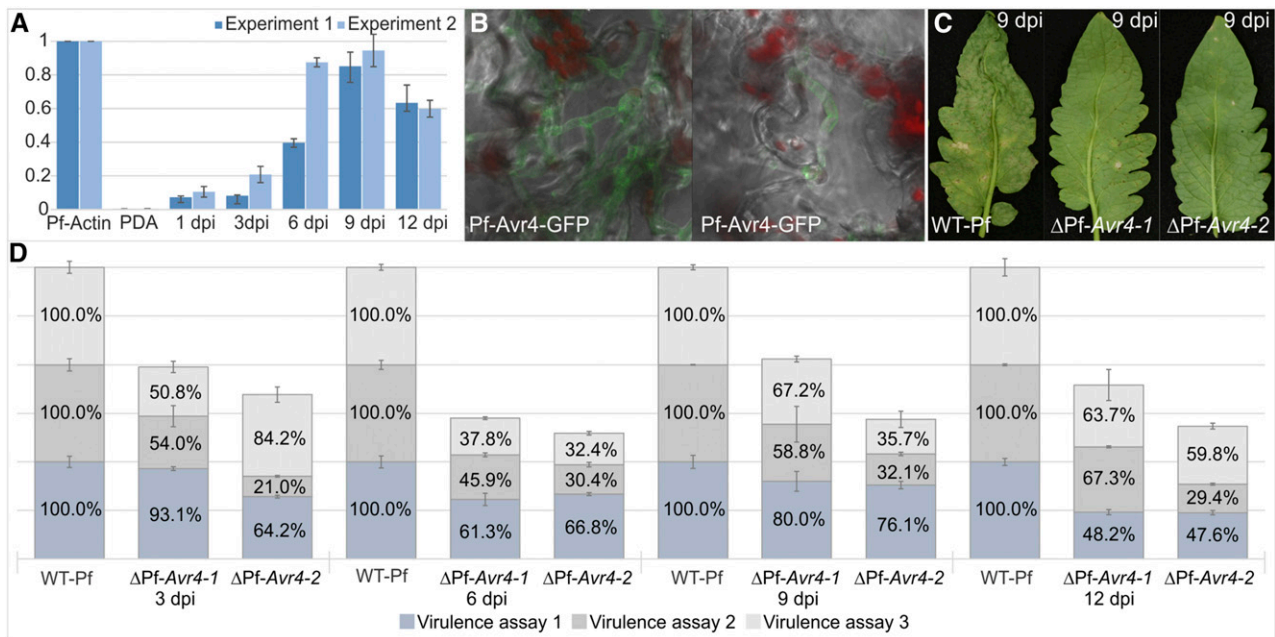 A
Experiment 1 Experiment 2
1
0.8
0.6
0.4
0.2
0
Pf-Actin PDA 1 dpi 3dpi 6 dpi 9 dpi 12 dpi
B
Pf-Avr4-GFP Pf-Avr4-GFP
C
9 dpi 9 dpi 9 dpi
WT-Pf ΔPf-Avr4-1 ΔPf-Avr4-2
D
100.0% 100.0% 100.0% 100.0%
50.8% 84.2% 37.8% 32.4% 67.2% 35.7% 63.7% 59.8%
100.0% 54.0% 21.0% 100.0% 45.9% 30.4% 100.0% 58.8% 32.1% 100.0% 67.3% 29.4%
100.0% 93.1% 64.2% 100.0% 61.3% 66.8% 100.0% 80.0% 76.1% 100.0% 48.2% 47.6%
WT-Pf ΔPf-Avr4-1 ΔPf-Avr4-2 WT-Pf ΔPf-Avr4-1 ΔPf-Avr4-2 WT-Pf ΔPf-Avr4-1 ΔPf-Avr4-2 WT-Pf ΔPf-Avr4-1 ΔPf-Avr4-2
3 dpi 6 dpi 9 dpi 12 dpi
Virulence assay 1 Virulence assay 2 Virulence assay 3